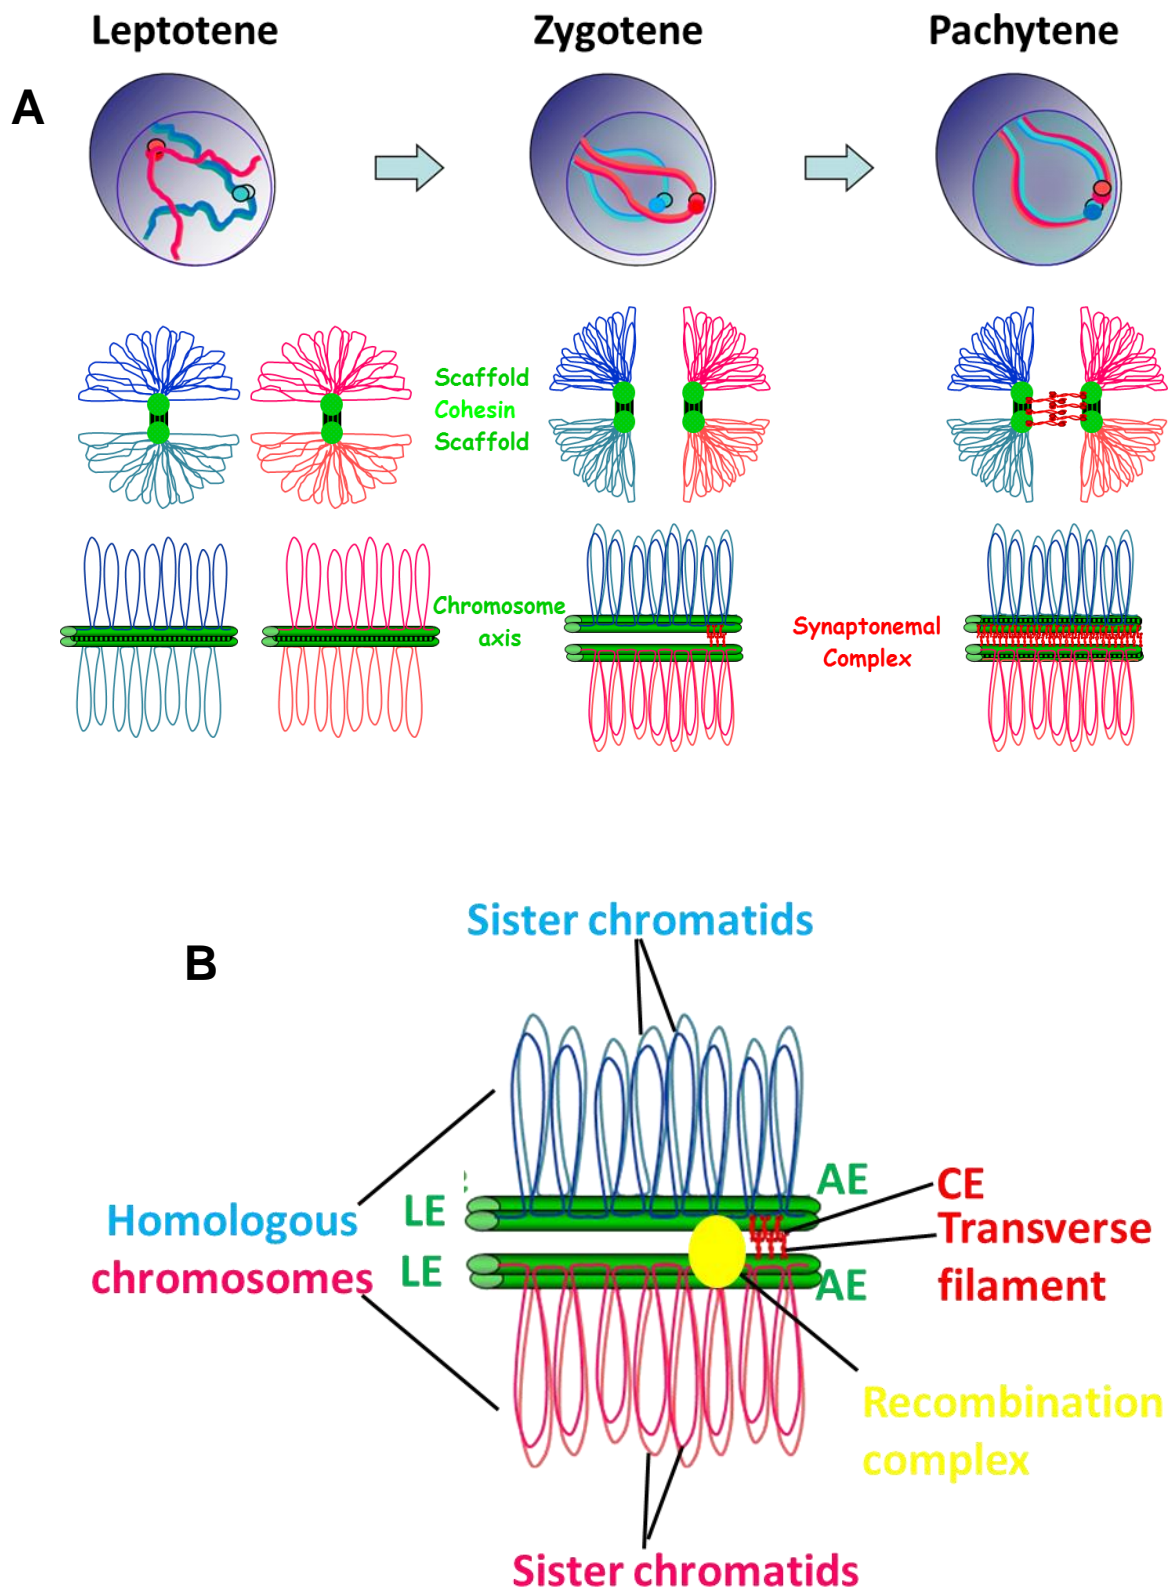 Leptotene
Zygotene
Pachytene
A
Scaffold
Cohesin
Scaffold
Chromosome
axis
Synaptonemal
Complex
Sister chromatids
B
AE
CE
LE
Homologous
Transverse
chromosomes
LE
AE
filament
Recombination
complex
Sister chromatids